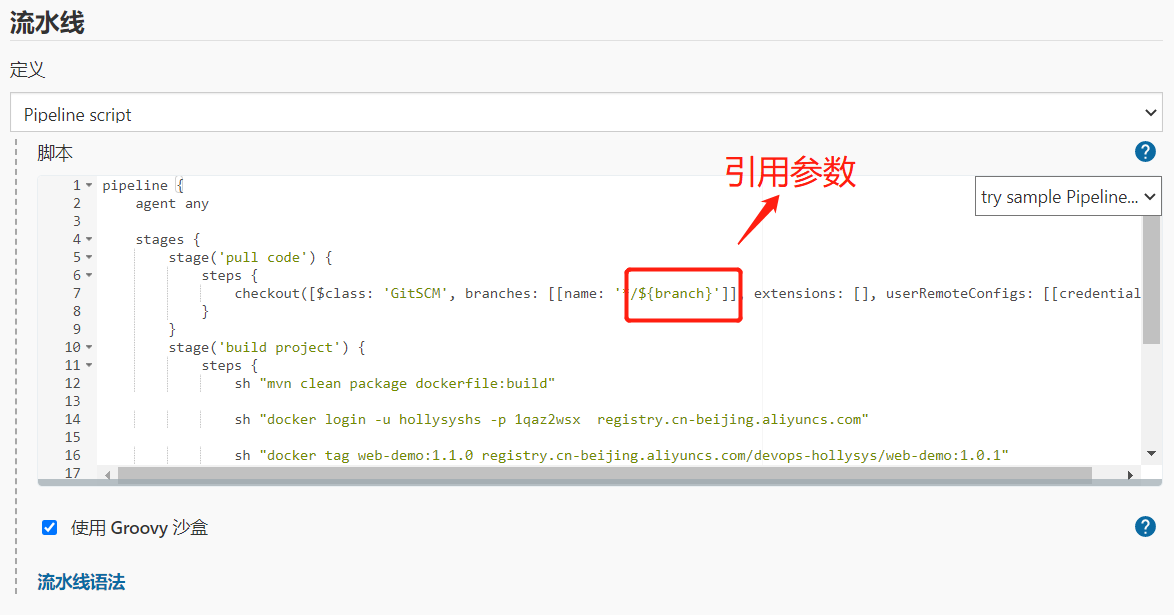 流水线
定义
Pipeline script
脚本
引用参数
try sample Pipeline...
1 pipeline {
2 agent any
3
4 stages {
5 stage('pull code') {
6 steps {
7 checkout([$class: 'GitSCM', branches: [[name: '*/${branch}']], extensions: [], userRemoteConfigs: [[credential
8 }
9 }
10 stage('build project') {
11 steps {
12 sh "mvn clean package dockerfile:build"
13
14 sh "docker login -u hollysyshs -p 1qaz2wsx  registry.cn-beijing.aliyuncs.com"
15
16 sh "docker tag web-demo:1.1.0 registry.cn-beijing.aliyuncs.com/devops-hollysys/web-demo:1.0.1"
17
使用 Groovy 沙盒
流水线语法